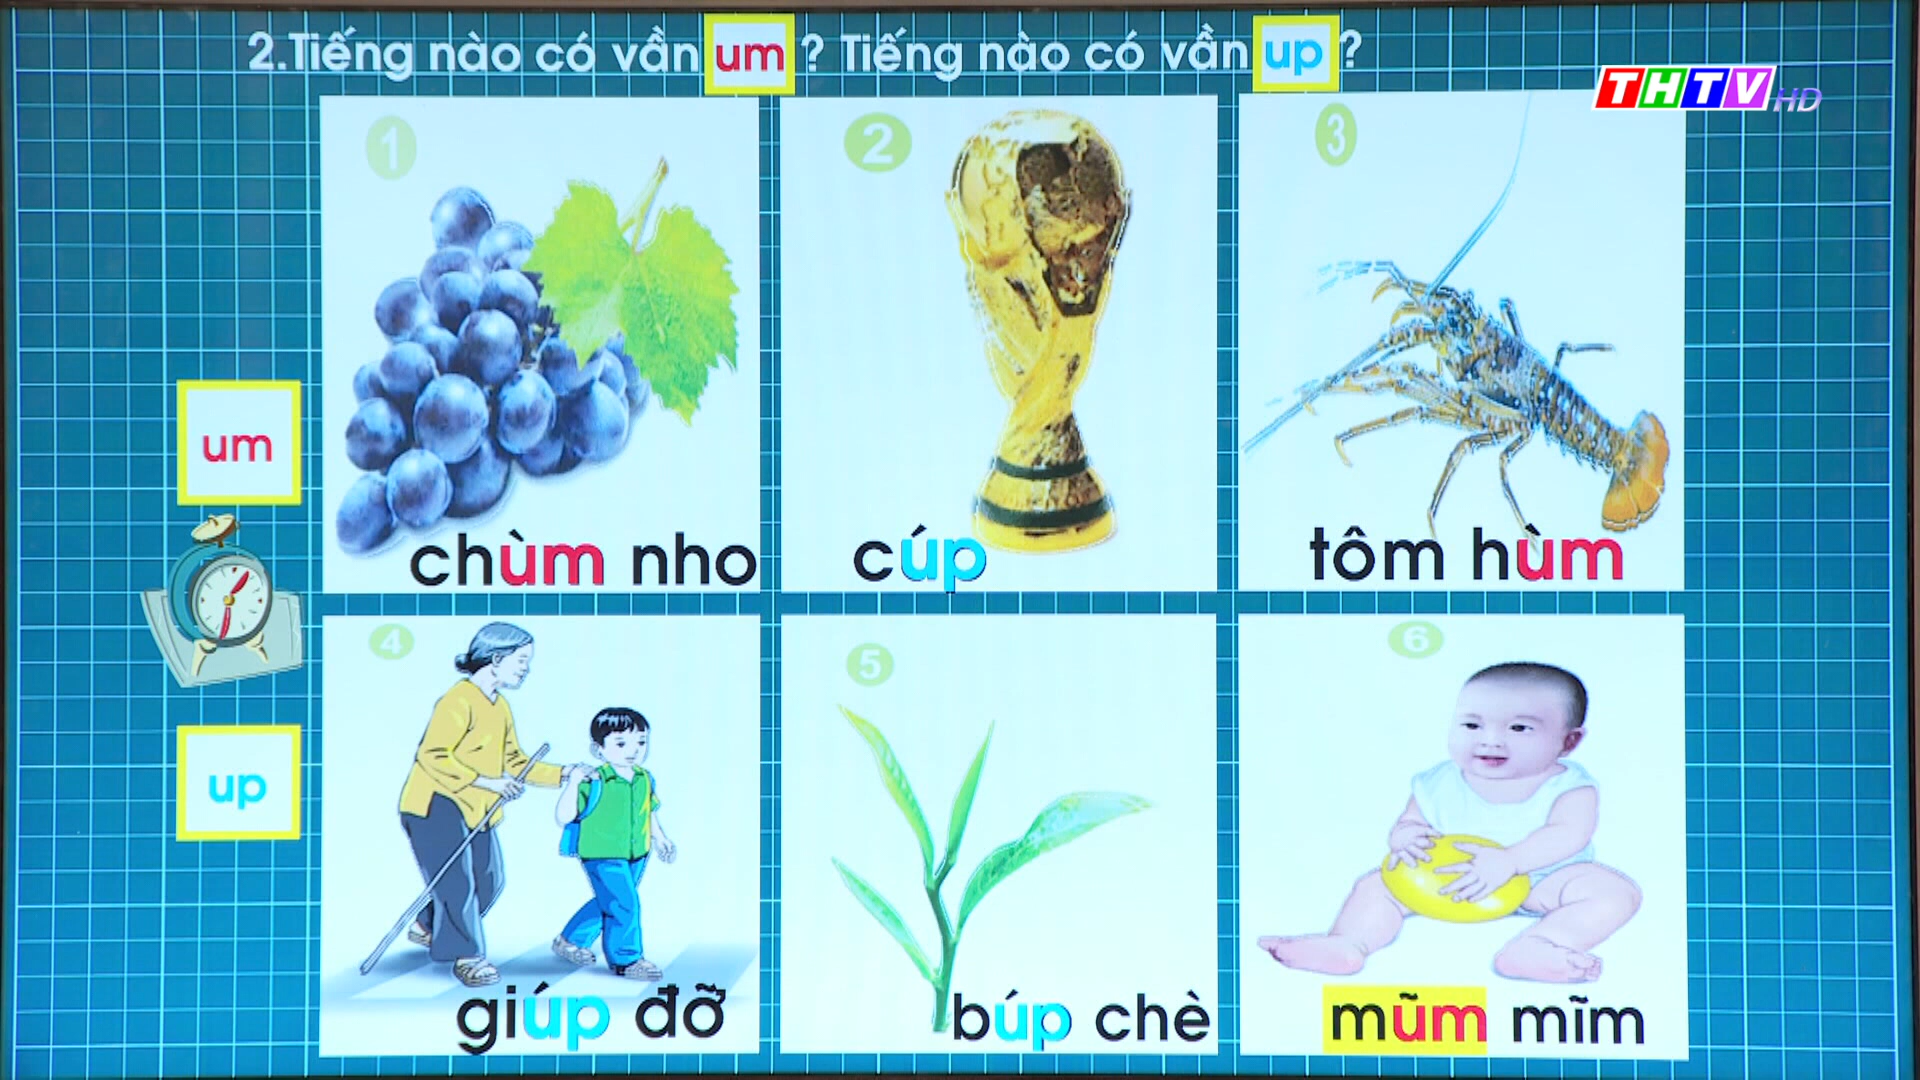 2.Tiếng nào có vần um ? Tiếng nào có vần up ?
THTV HD
1
chùm nho
2
cúp
3
tôm hùm
um
up
4
giúp đỡ
5
búp chè
6
mũm mĩm